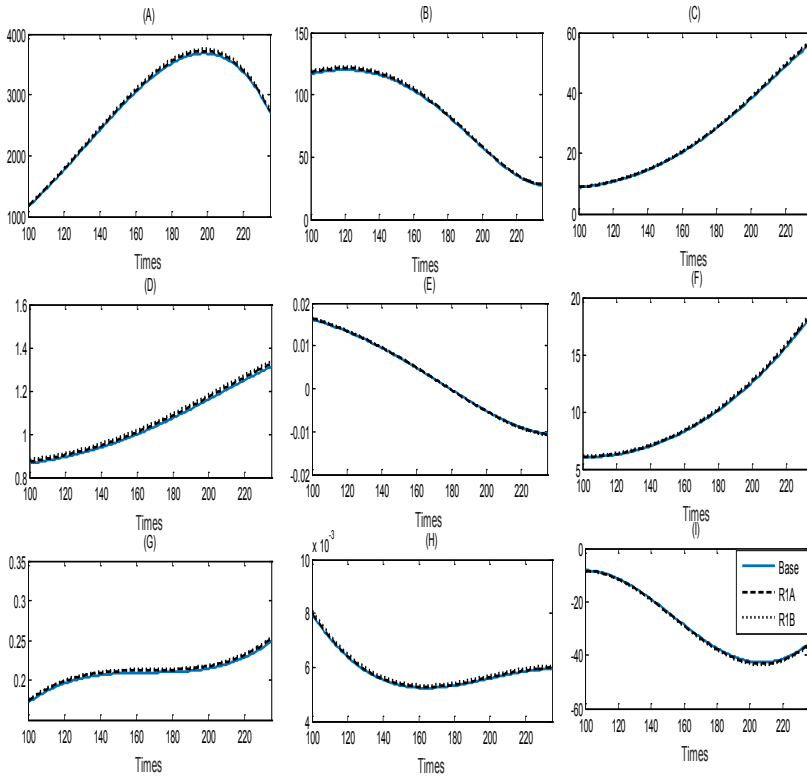 (A) (B) (C)
4000 3000 2000 1000
100 120 140 160 180 200 220
Times
150 100 50 0
100 120 140 160 180 200 220
Times
60 40 20 0
100 120 140 160 180 200 220
Times
(D) (E) (F)
1.6 1.4 1.2 1 0.8
100 120 140 160 180 200 220
Times
0.02 0.01 0 -0.01 -0.02
100 120 140 160 180 200 220
Times
20 15 10 5
100 120 140 160 180 200 220
Times
(G) (H) (I)
0.35 0.3 0.25 0.2
100 120 140 160 180 200 220
Times
x 10 -3
10 8 6 4
100 120 140 160 180 200 220
Times
0 -20 -40 -60
Base
R1A
R1B
100 120 140 160 180 200 220
Times